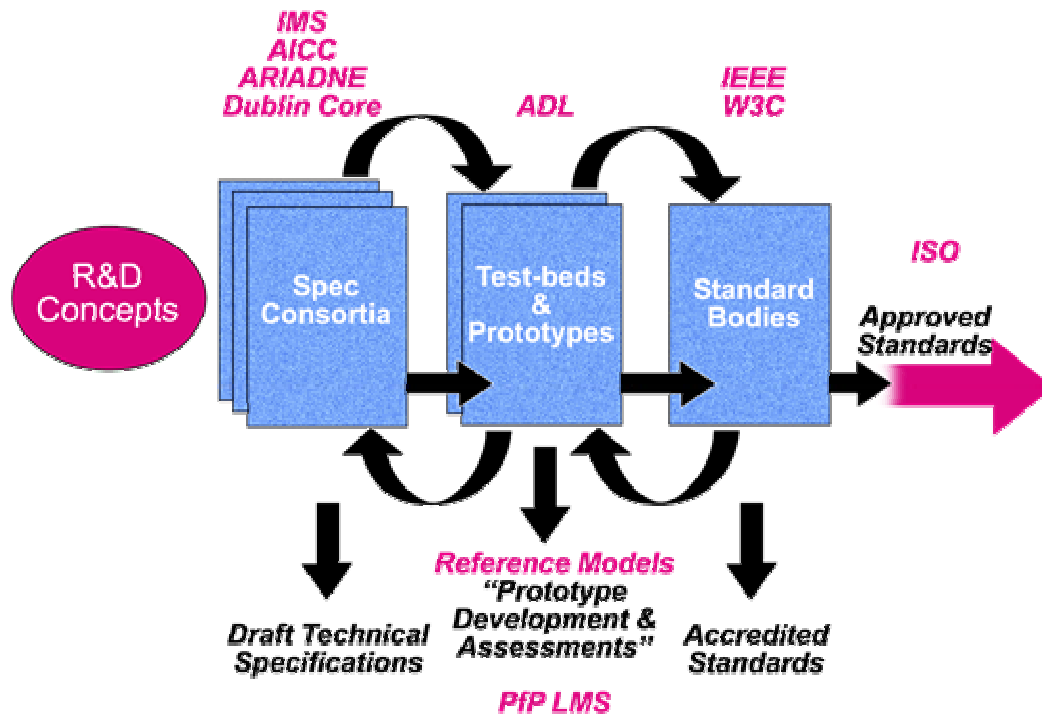 IMS
AICC
ARIADNE
Dublin Core
ADL
IEEE
W3C
R&D
Concepts
Spec
Consortia
Test-beds
&
Prototypes
Standard
Bodies
ISO
Approved
Standards
Draft Technical
Specifications
Reference Models
“Prototype
Development &
Assessments”
PfP LMS
Accredited
Standards